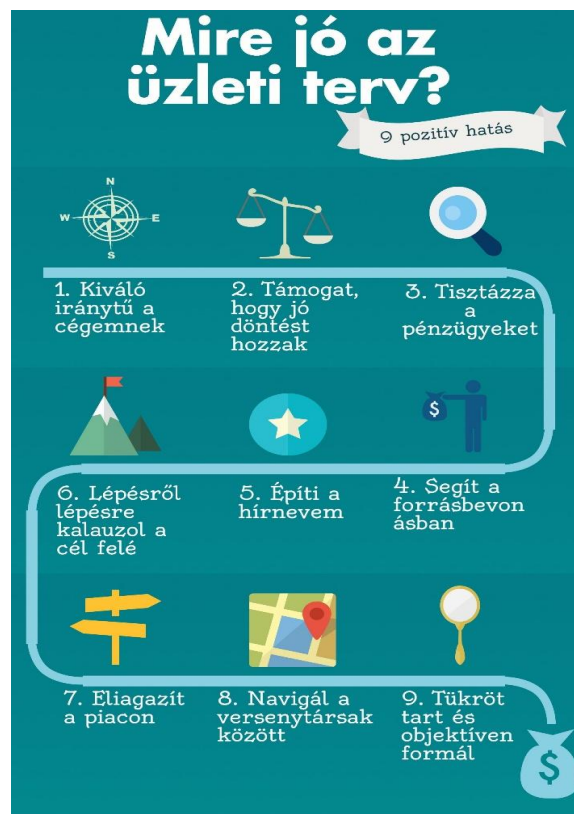 Mire jó az
üzleti terv?
9 pozitív hatás
N
W
E
S
1. Kiváló
iránytű a
cégemnek
2. Támogat,
hogy jó
döntést
hozzak
3. Tisztázza
a
pénzügyeket
$
4. Segít a
forrásbevon
ásban
5. Építi a
hírnevem
6. Lépésről
lépésre
kalauzol a
cél felé
7. Eliagazít
a piacon
8. Navigál a
versenytársak
között
9. Tükröt
tart és
objektíven
formál
$